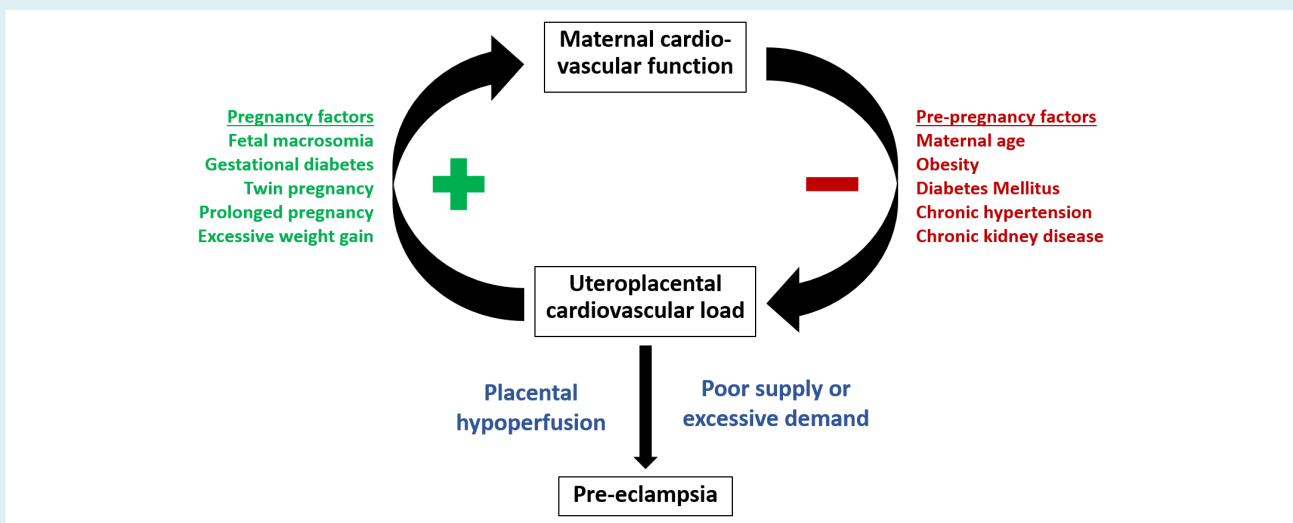 Maternal cardio-
vascular function
Pregnancy factors
Fetal macrosomia
Gestational diabetes
Twin pregnancy
Prolonged pregnancy
Excessive weight gain
Pre-pregnancy factors
Maternal age
Obesity
Diabetes Mellitus
Chronic hypertension
Chronic kidney disease
Uteroplacental
cardiovascular load
Placental
hypoperfusion
Poor supply or
excessive demand
Pre-eclampsia